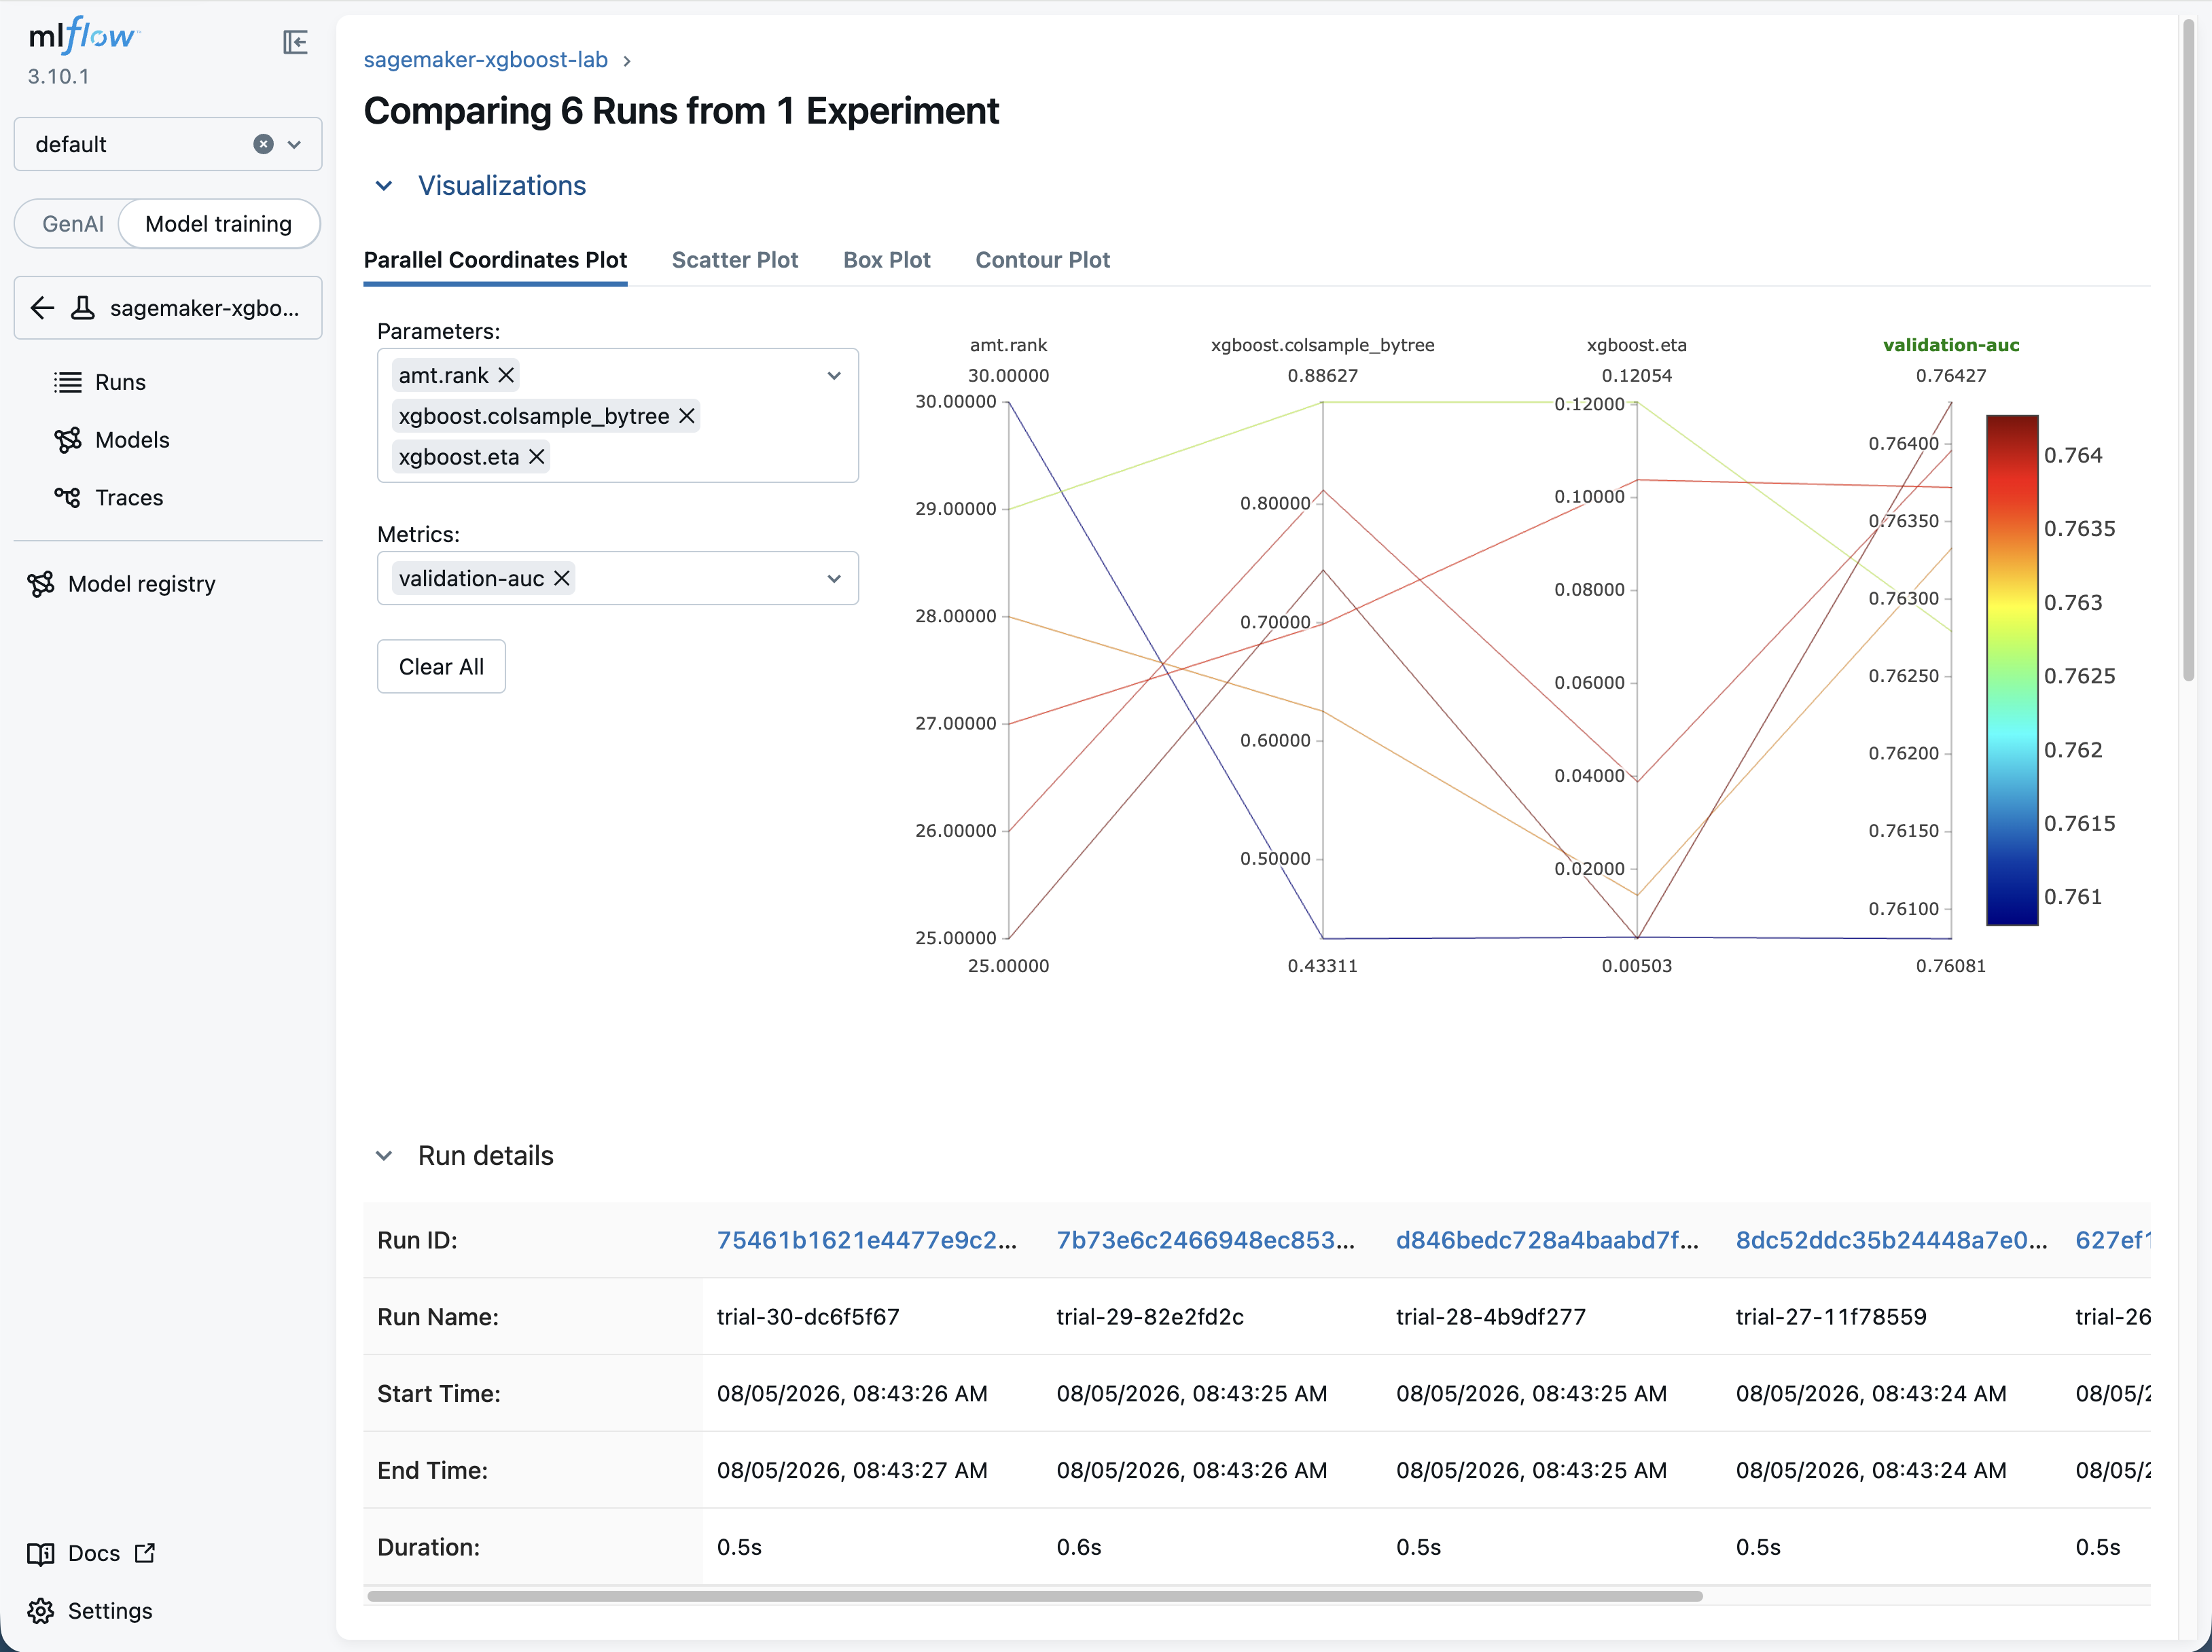 mlflow
3.10.1
default
GenAI
Model training
sagemaker-xgbo...
Runs
Models
Traces
Model registry
Docs
Settings
sagemaker-xgboost-lab
Comparing 6 Runs from 1 Experiment
Visualizations
Parallel Coordinates Plot Scatter Plot Box Plot Contour Plot
Parameters:
amt.rank
xgboost.colsample_bytree
xgboost.eta
Metrics:
validation-auc
Clear All
amt.rank
30.00000
30.00000
29.00000
28.00000
27.00000
26.00000
25.00000
25.00000
xgboost.colsample_bytree
0.88627
0.80000
0.70000
0.60000
0.50000
0.43311
xgboost.eta
0.12054
0.12000
0.10000
0.08000
0.06000
0.04000
0.02000
0.00503
validation-auc
0.76427
0.76400
0.76350
0.76300
0.76250
0.76200
0.76150
0.76100
0.76081
0.764
0.7635
0.763
0.7625
0.762
0.7615
0.761
Run details
Run ID: 75461b1621e4477e9c2... 7b73e6c2466948ec853... d846bedc728a4baabd7f... 8dc52ddc35b24448a7e0... 627ef1
Run Name: trial-30-dc6f5f67 trial-29-82e2fd2c trial-28-4b9df277 trial-27-11f78559 trial-26
Start Time: 08/05/2026, 08:43:26 AM 08/05/2026, 08:43:25 AM 08/05/2026, 08:43:25 AM 08/05/2026, 08:43:24 AM 08/05/2
End Time: 08/05/2026, 08:43:27 AM 08/05/2026, 08:43:26 AM 08/05/2026, 08:43:25 AM 08/05/2026, 08:43:24 AM 08/05/2
Duration: 0.5s 0.6s 0.5s 0.5s 0.5s